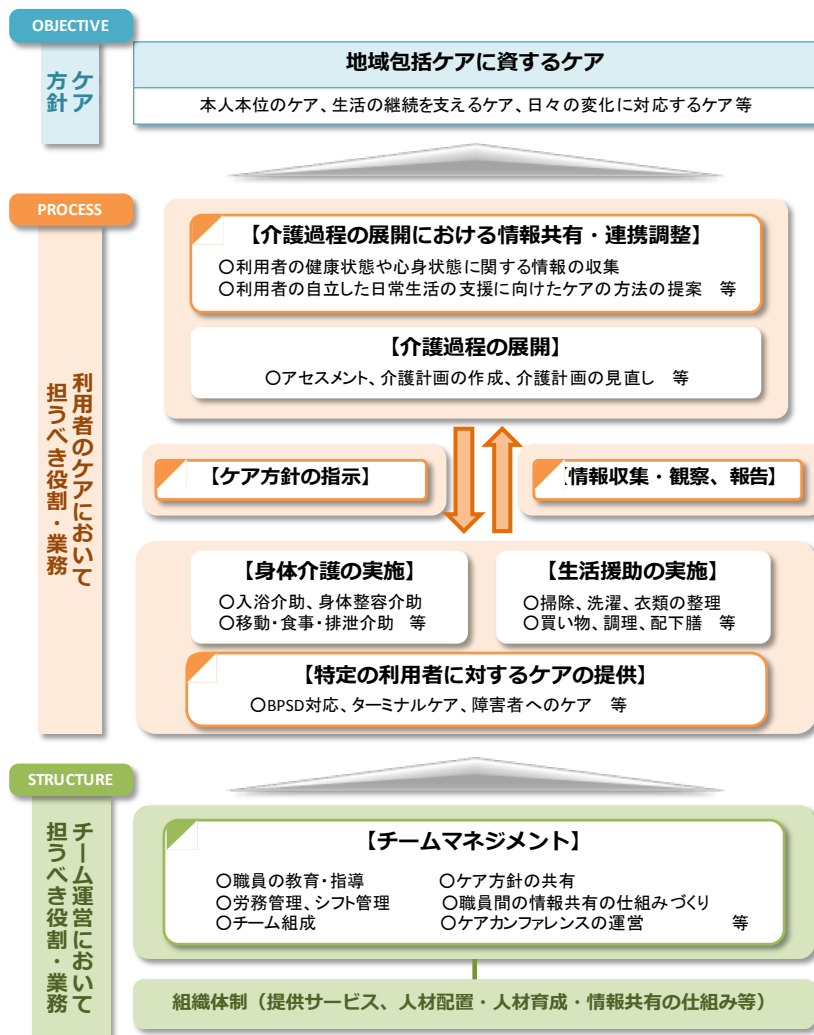 OBJECTIVE
ケア
方針
地域包括ケアに資するケア
本人本位のケア、生活の継続を支えるケア、日々の変化に対応するケア等
PROCESS
利用者のケアにおいて
担うべき役割・業務
【介護過程の展開における情報共有・連携調整】
○利用者の健康状態や心身状態に関する情報の収集
○利用者の自立した日常生活の支援に向けたケアの方法の提案 等
【介護過程の展開】
○アセスメント、介護計画の作成、介護計画の見直し 等
【ケア方針の指示】
【情報収集・観察、報告】
【身体介護の実施】
○入浴介助、身体整容介助
○移動・食事・排泄介助 等
【生活援助の実施】
○掃除、洗濯、衣類の整理
○買い物、調理、配下膳 等
【特定の利用者に対するケアの提供】
○BPSD対応、ターミナルケア、障害者へのケア 等
STRUCTURE
チーム運営において
担うべき役割・業務
【チームマネジメント】
○職員の教育・指導 ○ケア方針の共有
○労務管理、シフト管理 ○職員間の情報共有の仕組みづくり
○チーム組成 ○ケアカンファレンスの運営 等
組織体制（提供サービス、人材配置・人材育成・情報共有の仕組み等）